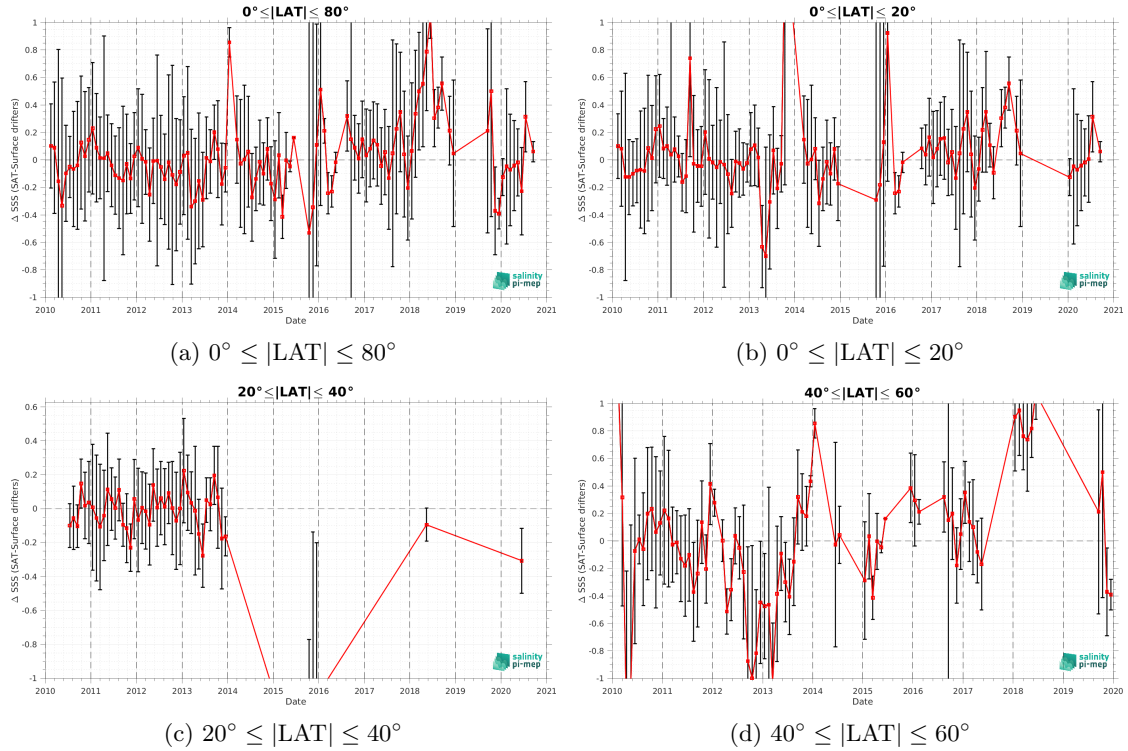 0°≤|LAT|≤ 80°
Δ SSS (SAT-Surface drifters)
1
0.8
0.6
0.4
0.2
0
-0.2
-0.4
-0.6
-0.8
-1
2010 2011 2012 2013 2014 2015 2016 2017 2018 2019 2020 2021
Date
salinity
pi-mep
(a) 0° ≤ |LAT| ≤ 80°
0°≤|LAT|≤ 20°
Δ SSS (SAT-Surface drifters)
1
0.8
0.6
0.4
0.2
0
-0.2
-0.4
-0.6
-0.8
-1
2010 2011 2012 2013 2014 2015 2016 2017 2018 2019 2020 2021
Date
salinity
pi-mep
(b) 0° ≤ |LAT| ≤ 20°
20°≤|LAT|≤ 40°
Δ SSS (SAT-Surface drifters)
0.6
0.4
0.2
0
-0.2
-0.4
-0.6
-0.8
-1
2010 2011 2012 2013 2014 2015 2016 2017 2018 2019 2020 2021
Date
salinity
pi-mep
(c) 20° ≤ |LAT| ≤ 40°
40°≤|LAT|≤ 60°
Δ SSS (SAT-Surface drifters)
1
0.8
0.6
0.4
0.2
0
-0.2
-0.4
-0.6
-0.8
-1
2010 2011 2012 2013 2014 2015 2016 2017 2018 2019 2020
Date
salinity
pi-mep
(d) 40° ≤ |LAT| ≤ 60°